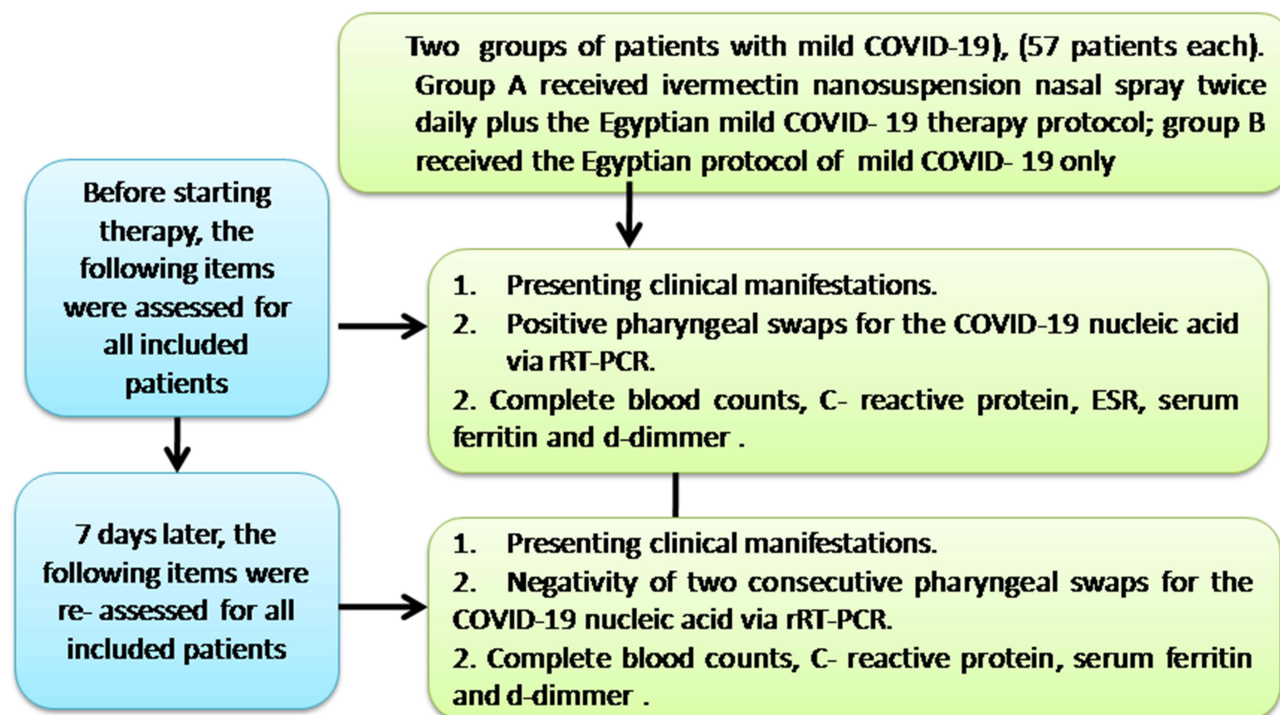 Two groups of patients with mild COVID-19), (57 patients each).
Group A received ivermectin nanosuspension nasal spray twice
daily plus the Egyptian mild COVID- 19 therapy protocol; group B
received the Egyptian protocol of mild COVID- 19 only
Before starting
therapy, the
following items
were assessed for
all included
patients
1. Presenting clinical manifestations.
2. Positive pharyngeal swaps for the COVID-19 nucleic acid
via rRT-PCR.
2. Complete blood counts, C- reactive protein, ESR, serum
ferritin and d-dimmer .
7 days later, the
following items were
re- assessed for all
included patients
1. Presenting clinical manifestations.
2. Negativity of two consecutive pharyngeal swaps for the
COVID-19 nucleic acid via rRT-PCR.
2. Complete blood counts, C- reactive protein, serum ferritin
and d-dimmer .